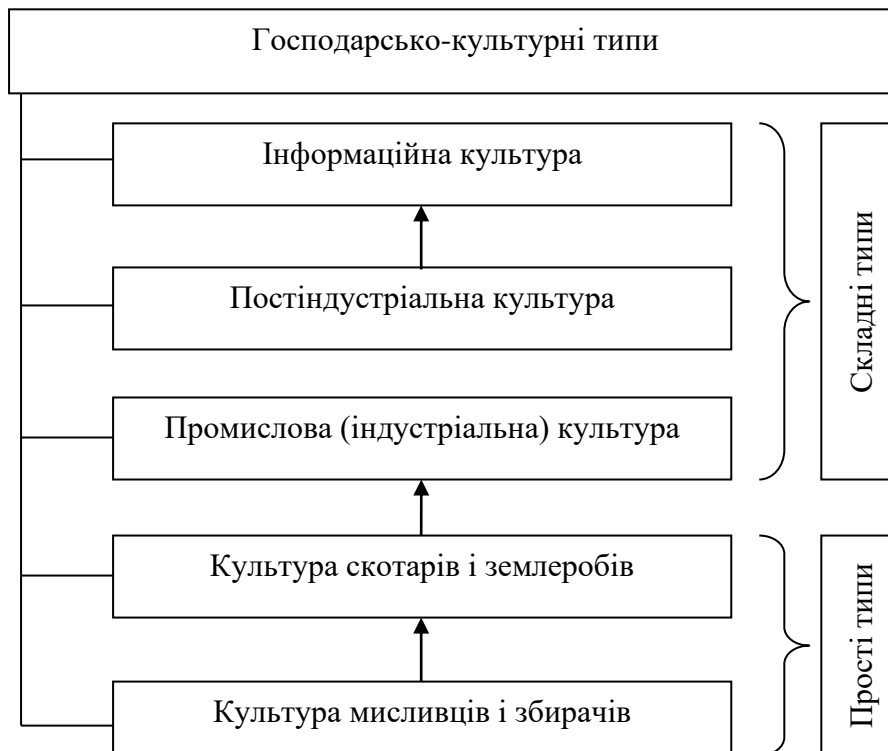 Господарсько-культурні типи
Інформаційна культура
Постіндустріальна культура
Промислова (індустріальна) культура
Складні типи
Культура скотарів і землеробів
Культура мисливців і збирачів
Прості типи